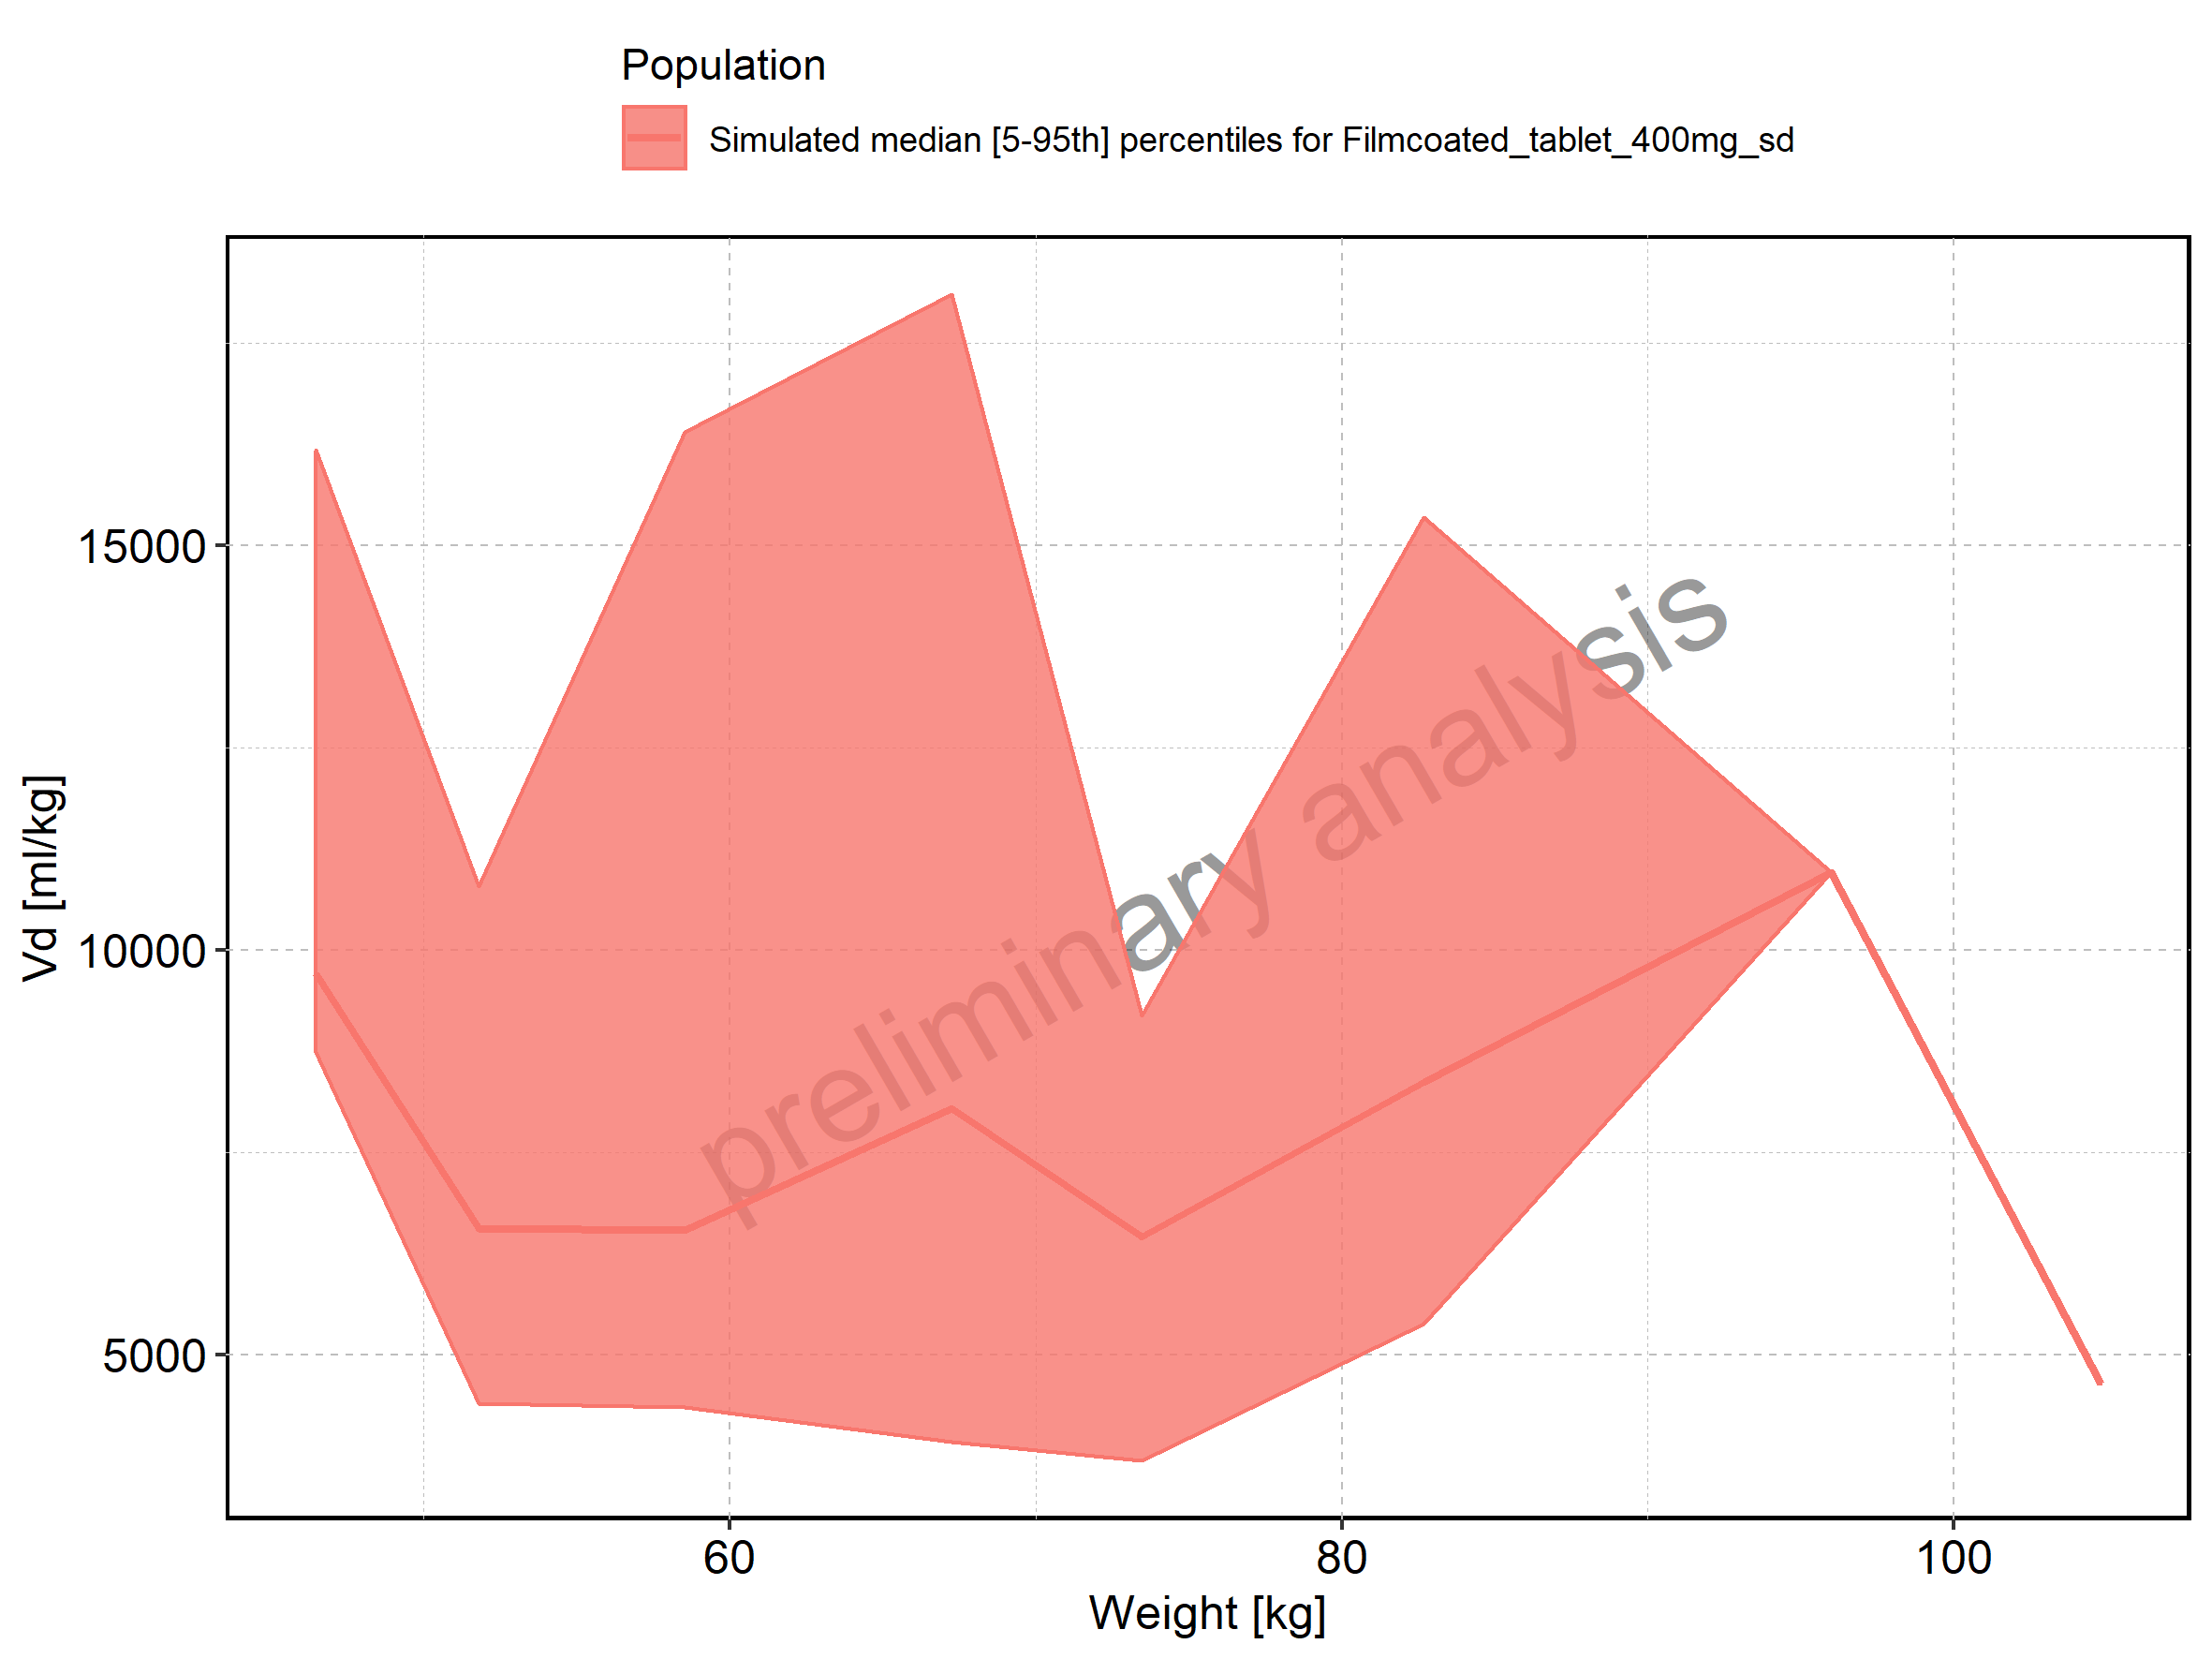 Population
Simulated median [5-95th] percentiles for Filmcoated_tablet_400mg_sd
15000
10000
5000
Vd [ml/kg]
preliminary analysis
60
80
100
Weight [kg]